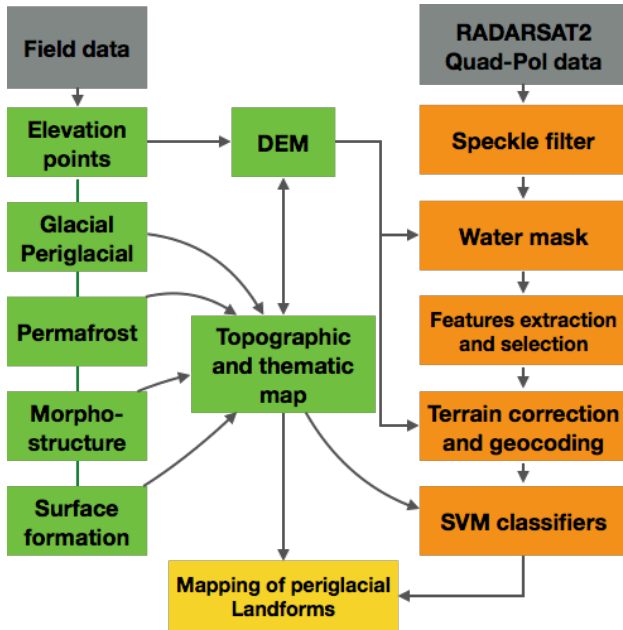 Field data
RADARSAT2
Quad-Pol data
Elevation
points
DEM
Speckle filter
Glacial
Periglacial
Water mask
Permafrost
Topographic
and thematic
map
Features extraction
and selection
Morpho-
structure
Terrain correction
and geocoding
Surface
formation
SVM classifiers
Mapping of periglacial
Landforms